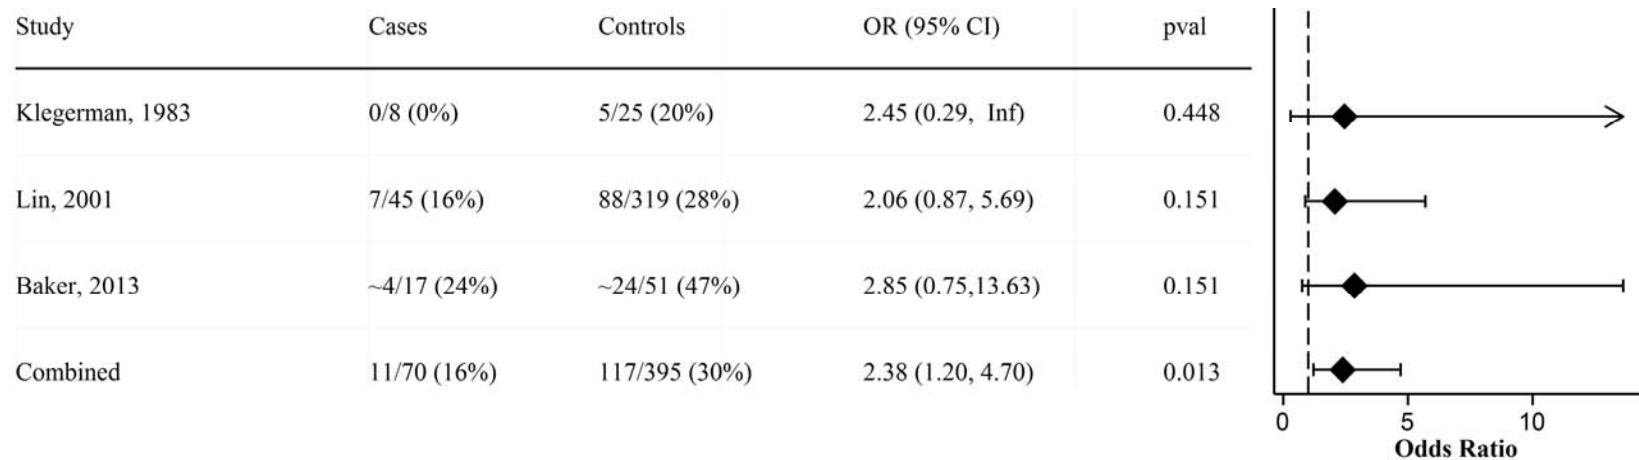 Study Cases Controls OR (95% CI) pval
Klegerman, 1983 0/8 (0%) 5/25 (20%) 2.45 (0.29, Inf) 0.448
Lin, 2001 7/45 (16%) 88/319 (28%) 2.06 (0.87, 5.69) 0.151
Baker, 2013 ~4/17 (24%) ~24/51 (47%) 2.85 (0.75,13.63) 0.151
Combined 11/70 (16%) 117/395 (30%) 2.38 (1.20, 4.70) 0.013
0 5 10
Odds Ratio